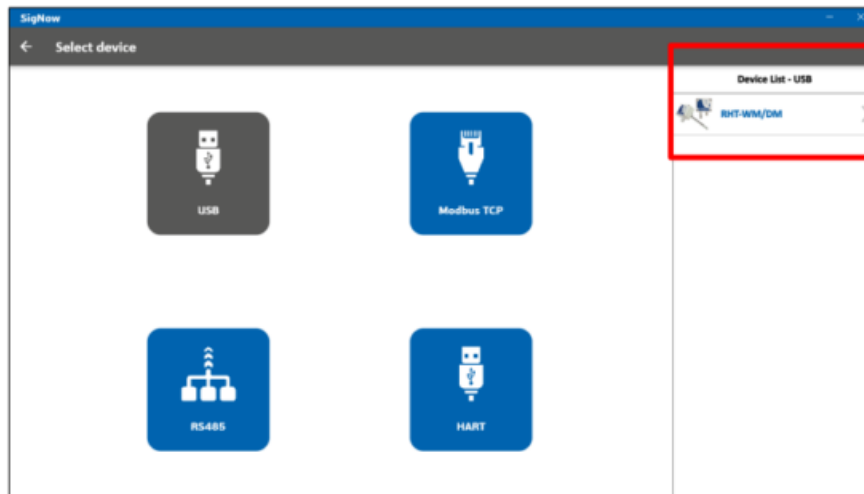 SigNow
Select device
Device List - USB
RHT-WM/DM
USB
Modbus TCP
RS485
HART